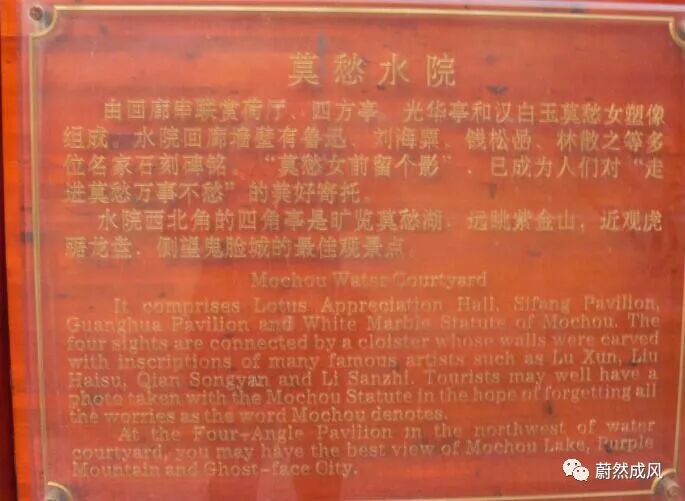 莫愁水院
由回廊串联赏荷厅、四方亭、光华亭和汉白玉莫愁女塑像
组成。水院回廊墙壁有鲁迅、刘海粟、钱松嵒、林散之等多
位名家石刻碑铭。“莫愁女前留个影”，已成为人们对“走
进莫愁万事不愁”的美好寄托。
水院西北角的四角亭是旷览莫愁湖，远眺紫金山，近观虎
踞龙盘，侧望鬼脸城的最佳观景点。
Mochou Water Courtyard
It comprises Lotus Appreciation Hall, Sifang Pavilion,
Guanghua Pavilion and White Marble Statute of Mochou. The
four sights are connected by a cloister whose walls were carved
with inscriptions of many famous artists such as Lu Xun, Liu
Haisu, Qian Songyan and Li Sanzhi. Tourists may well have a
photo taken with the Mochou Statute in the hope of forgetting all
the worries as the word Mochou denotes.
At the Four-Angle Pavilion in the northwest of water
courtyard, you may have the best view of Mochou Lake, Purple
Mountain and Ghost-face City.
蔚然成风